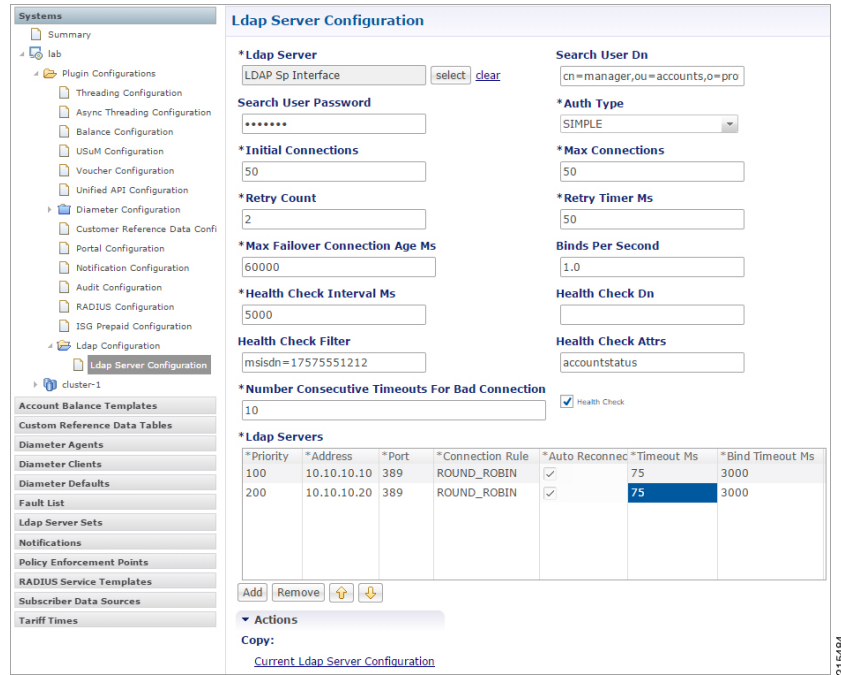 Systems
Summary
lab
Plugin Configurations
Threading Configuration
Async Threading Configuration
Balance Configuration
USuM Configuration
Voucher Configuration
Unified API Configuration
Diameter Configuration
Customer Reference Data Confi
Portal Configuration
Notification Configuration
Audit Configuration
RADIUS Configuration
ISG Prepaid Configuration
Ldap Configuration
Ldap Server Configuration
cluster-1
Account Balance Templates
Custom Reference Data Tables
Diameter Agents
Diameter Clients
Diameter Defaults
Fault List
Ldap Server Sets
Notifications
Policy Enforcement Points
RADIUS Service Templates
Subscriber Data Sources
Tariff Times
Ldap Server Configuration
*Ldap Server Search User Dn
LDAP Sp Interface select clear cn=manager,ou=accounts,o=pro
Search User Password *Auth Type
••••••• SIMPLE
*Initial Connections *Max Connections
50 50
*Retry Count *Retry Timer Ms
2 50
*Max Failover Connection Age Ms Binds Per Second
60000 1.0
*Health Check Interval Ms Health Check Dn
5000
Health Check Filter Health Check Attrs
msisdn=17575551212 accountstatus
*Number Consecutive Timeouts For Bad Connection
10 Health Check
*Ldap Servers
*Priority *Address *Port *Connection Rule *Auto Reconnec *Timeout Ms *Bind Timeout Ms
100 10.10.10.10 389 ROUND_ROBIN 75 3000
200 10.10.10.20 389 ROUND_ROBIN 75 3000
Add Remove
Actions
Copy:
Current Ldap Server Configuration